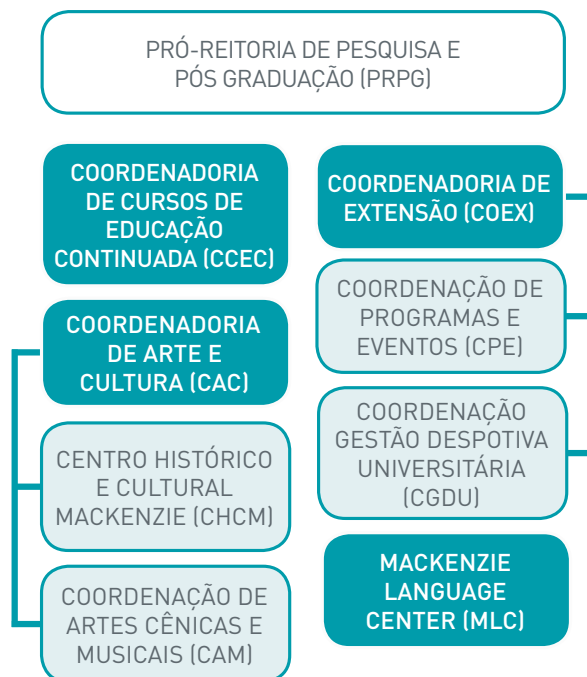 PRÓ-REITORIA DE PESQUISA E
PÓS GRADUAÇÃO (PRPG)
COORDENADORIA
DE CURSOS DE
EDUCAÇÃO
CONTINUADA (CCEC)
COORDENADORIA
DE ARTE E
CULTURA (CAC)
CENTRO HISTÓRICO
E CULTURAL
MACKENZIE (CHCM)
COORDENAÇÃO DE
ARTES CÊNICAS E
MUSICAIS (CAM)
COORDENADORIA DE
EXTENSÃO (COEX)
COORDENAÇÃO DE
PROGRAMAS E
EVENTOS (CPE)
COORDENAÇÃO
GESTÃO DESPOTIVA
UNIVERSITÁRIA
(CGDU)
MACKENZIE
LANGUAGE
CENTER (MLC)